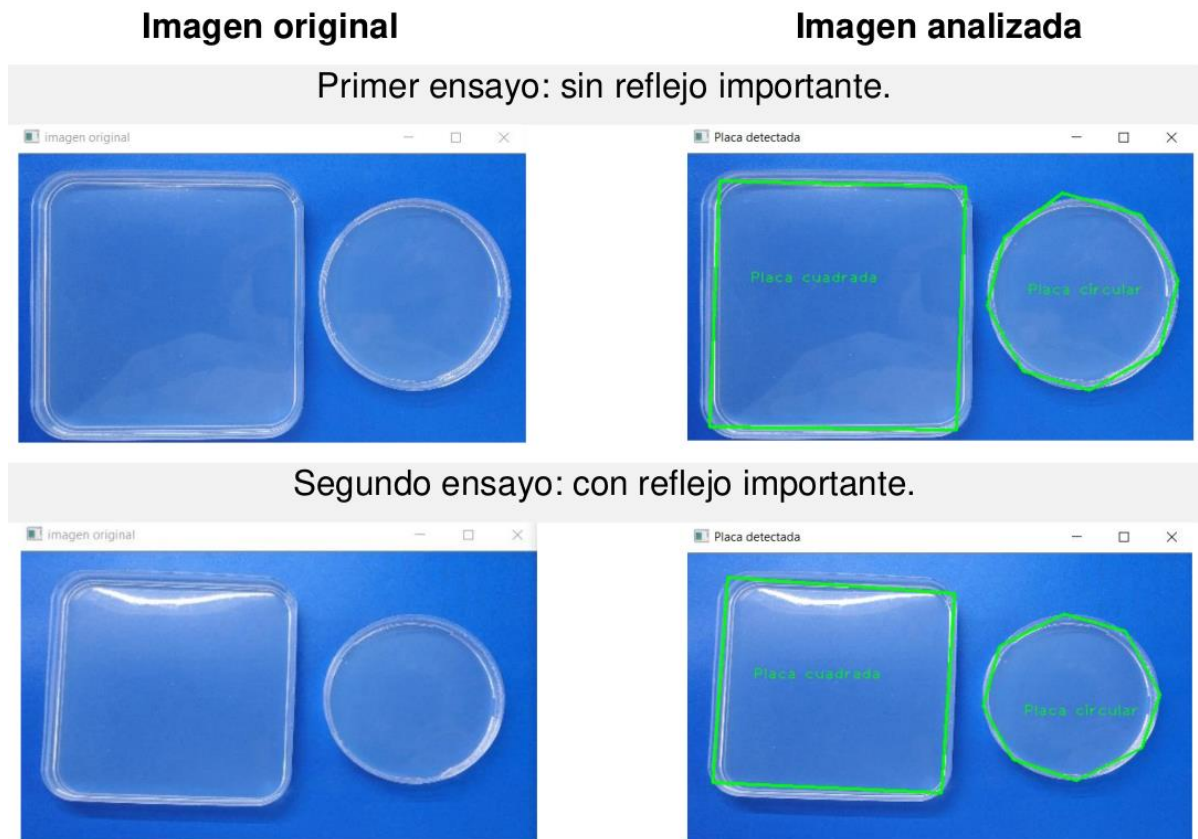 Imagen original
Imagen analizada
Primer ensayo: sin reflejo importante.
imagen original
Placa detectada
Placa cuadrada
Placa circular
Segundo ensayo: con reflejo importante.
imagen original
Placa detectada
Placa cuadrada
Placa circular